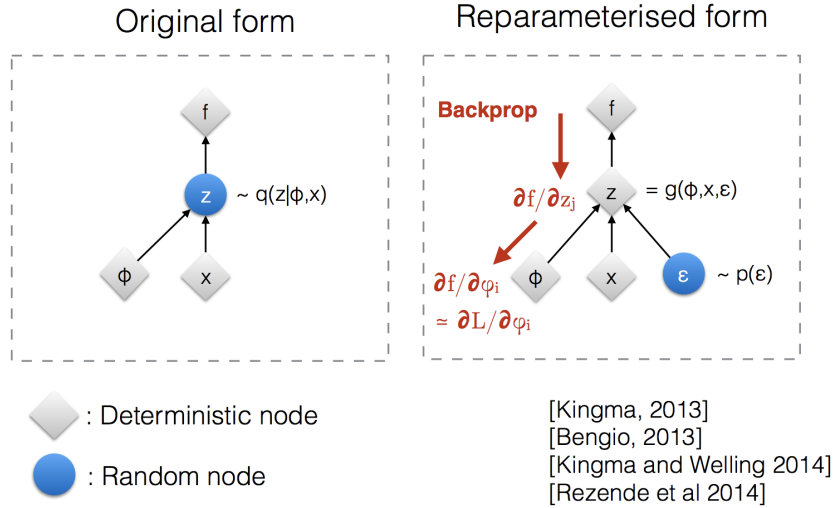 Original form
f
z ~ q(z|ϕ,x)
ϕ x
Reparameterised form
Backprop
f
∂f/∂zj
z = g(ϕ,x,ε)
∂f/∂φi
≃ ∂L/∂φi
ϕ x ε ~ p(ε)
: Deterministic node
: Random node
[Kingma, 2013]
[Bengio, 2013]
[Kingma and Welling 2014]
[Rezende et al 2014]